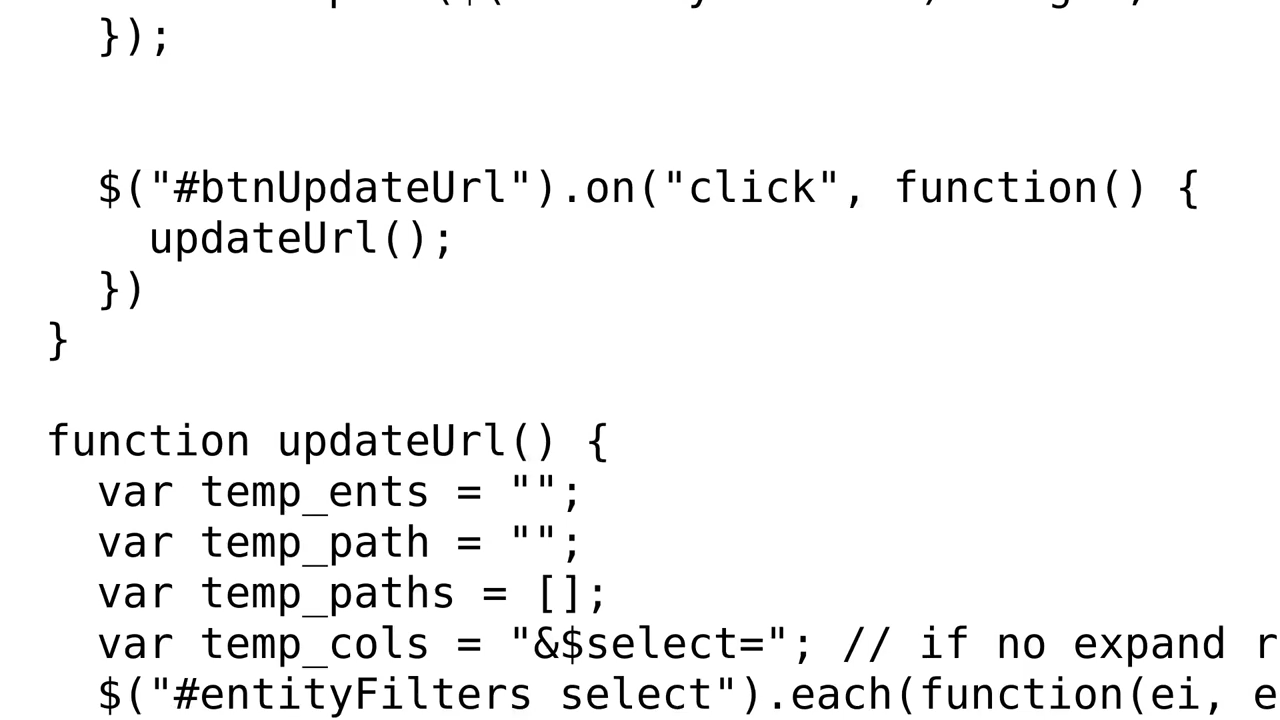 });
$("#btnUpdateUrl").on("click", function() {
updateUrl();
})
}
function updateUrl() {
var temp_ents = "";
var temp_path = "";
var temp_paths = [];
var temp_cols = "&$select="; // if no expand r
$("#entityFilters select").each(function(ei, e